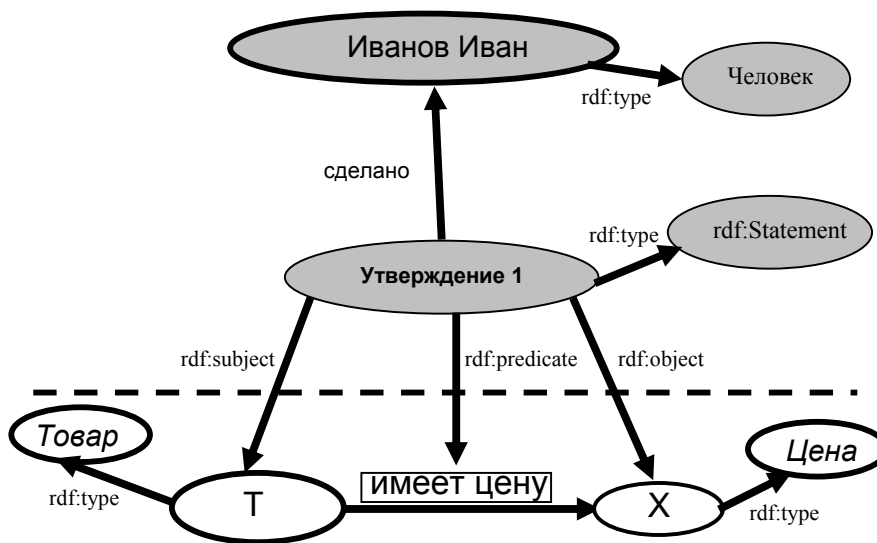 Иванов Иван
Человек
rdf:type
сделано
rdf:type
rdf:Statement
Утверждение 1
rdf:subject
rdf:predicate
rdf:object
Товар
Цена
rdf:type
T
имеет цену
X
rdf:type